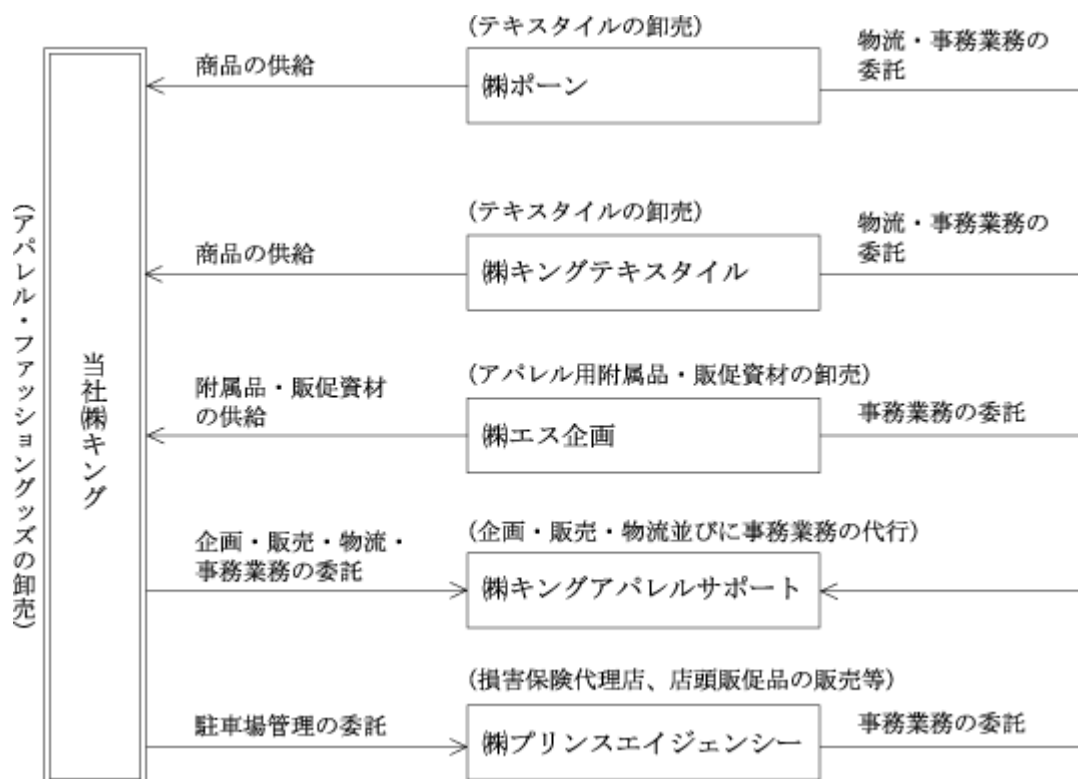 (テキスタイルの卸売)
商品の供給
㈱ポーン
物流・事務業務の
委託
(テキスタイルの卸売)
商品の供給
㈱キングテキスタイル
物流・事務業務の
委託
(アパレル・ファッショングッズの卸売)
当社㈱キング
(アパレル用附属品・販促資材の卸売)
附属品・販促資材
の供給
㈱エス企画
事務業務の委託
(企画・販売・物流並びに事務業務の代行)
企画・販売・物流・
事務業務の委託
㈱キングアパレルサポート
(損害保険代理店、店頭販促品の販売等)
駐車場管理の委託
㈱プリンスエイジェンシー
事務業務の委託